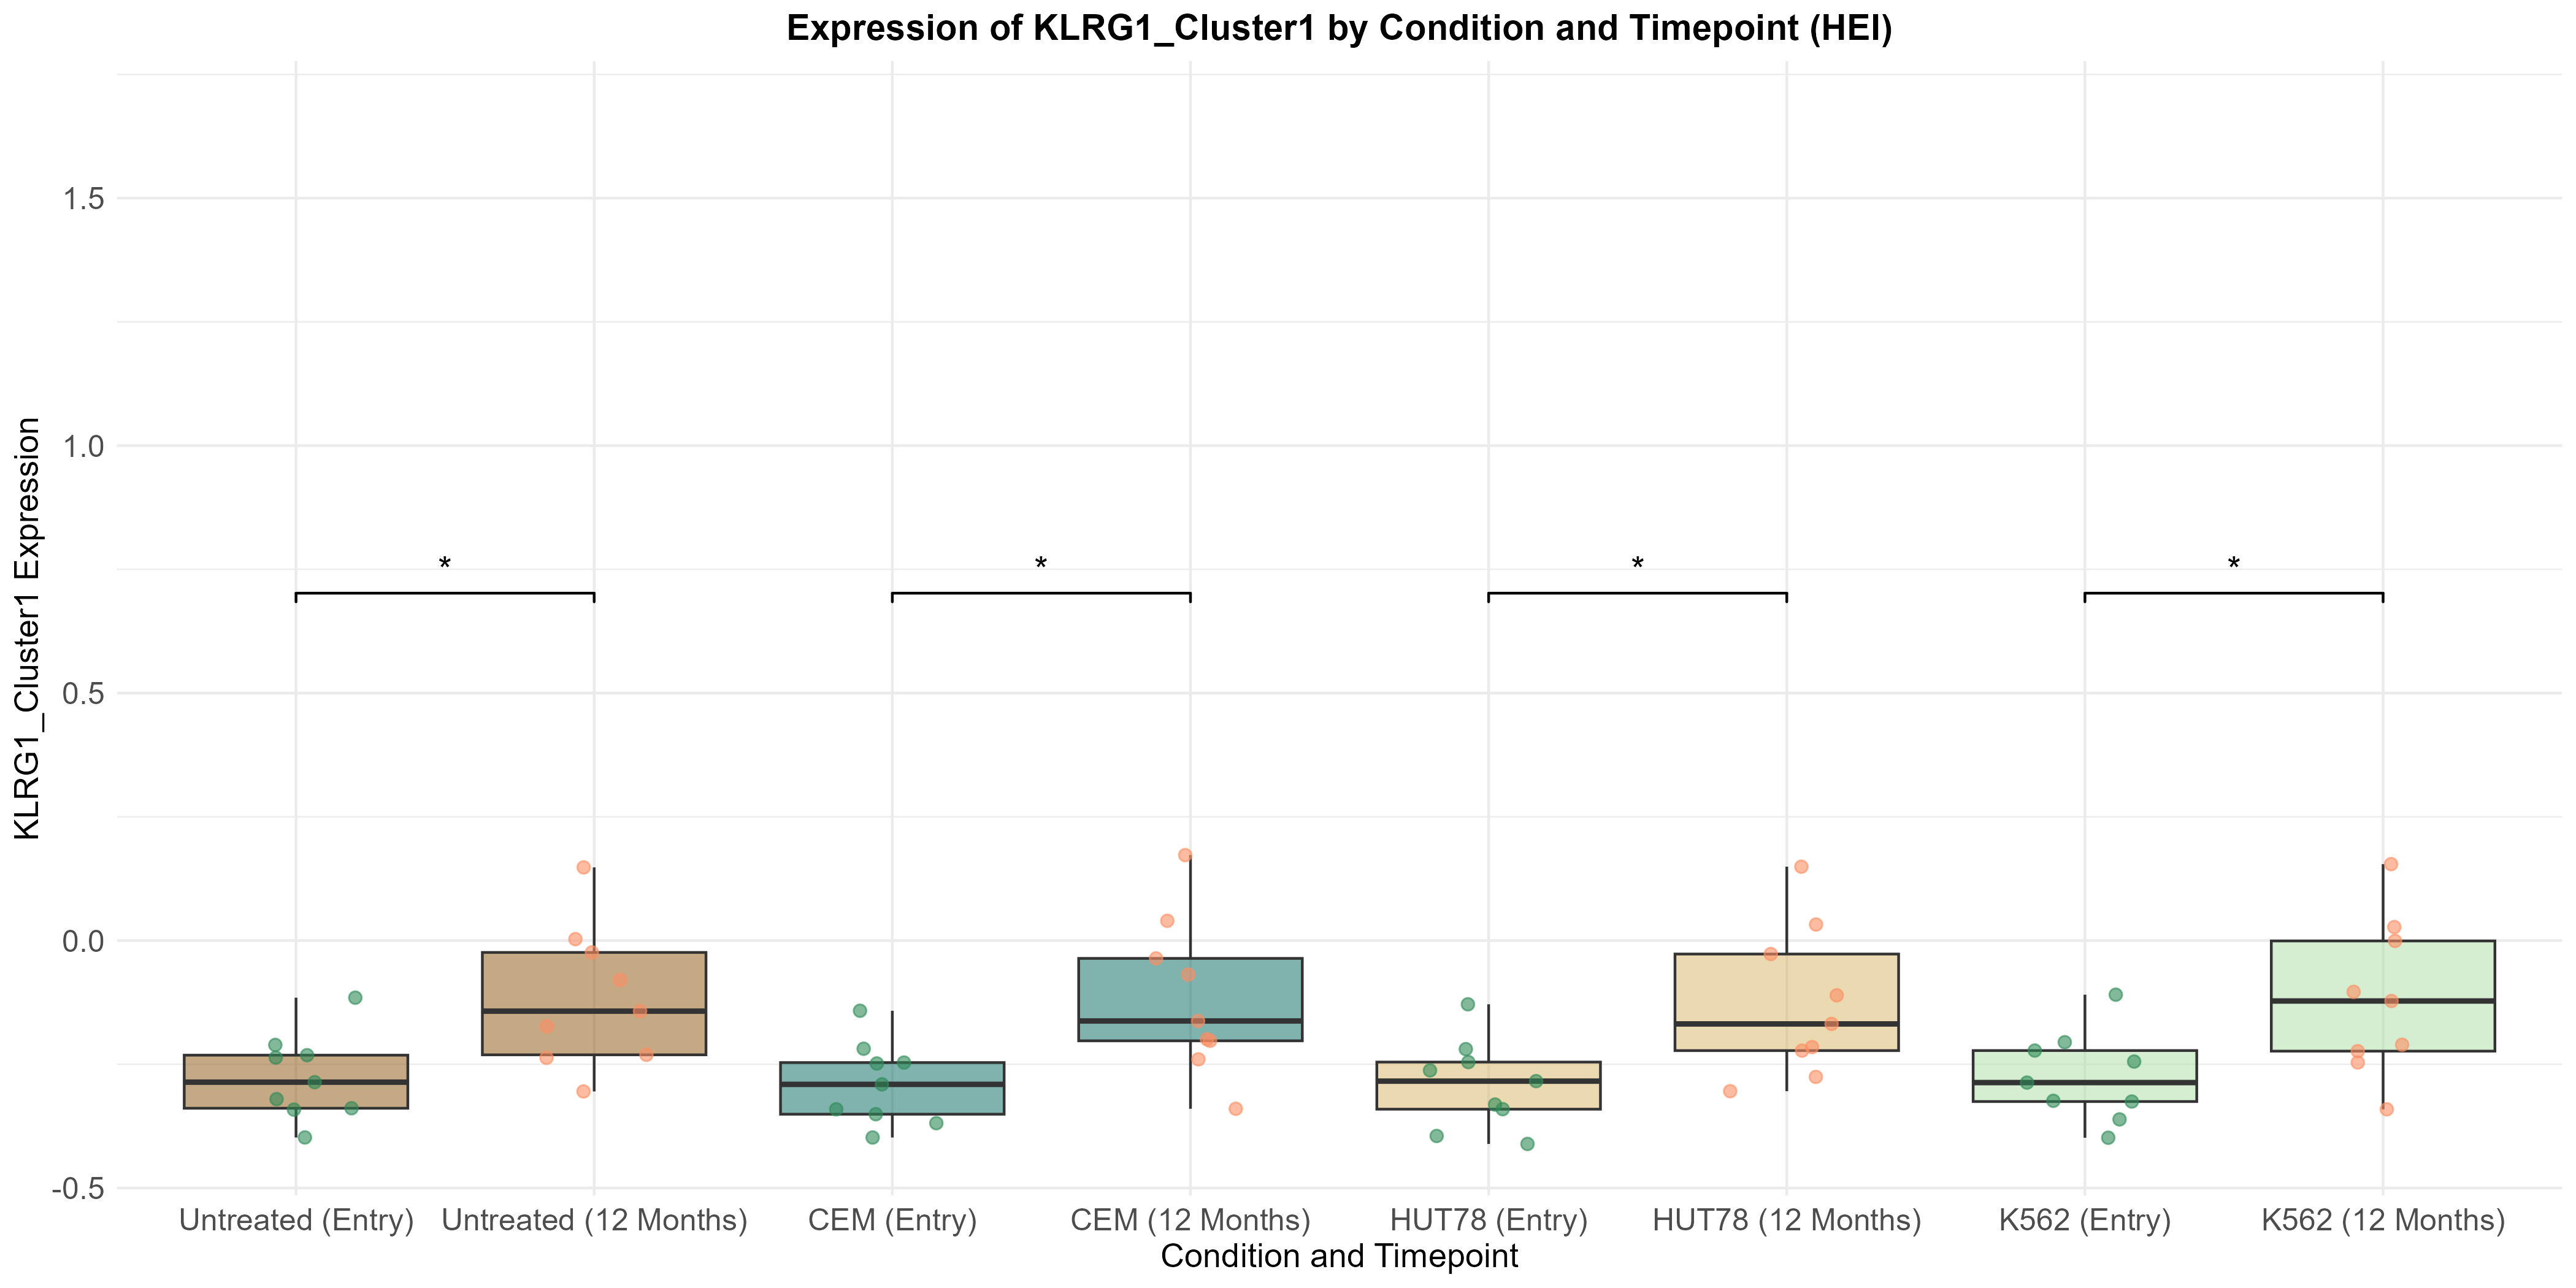 Expression of KLRG1_Cluster1 by Condition and Timepoint (HEI)
KLRG1_Cluster1 Expression
1.5
1.0
0.5
0.0
-0.5
* * * *
Untreated (Entry) Untreated (12 Months) CEM (Entry) CEM (12 Months) HUT78 (Entry) HUT78 (12 Months) K562 (Entry) K562 (12 Months)
Condition and Timepoint